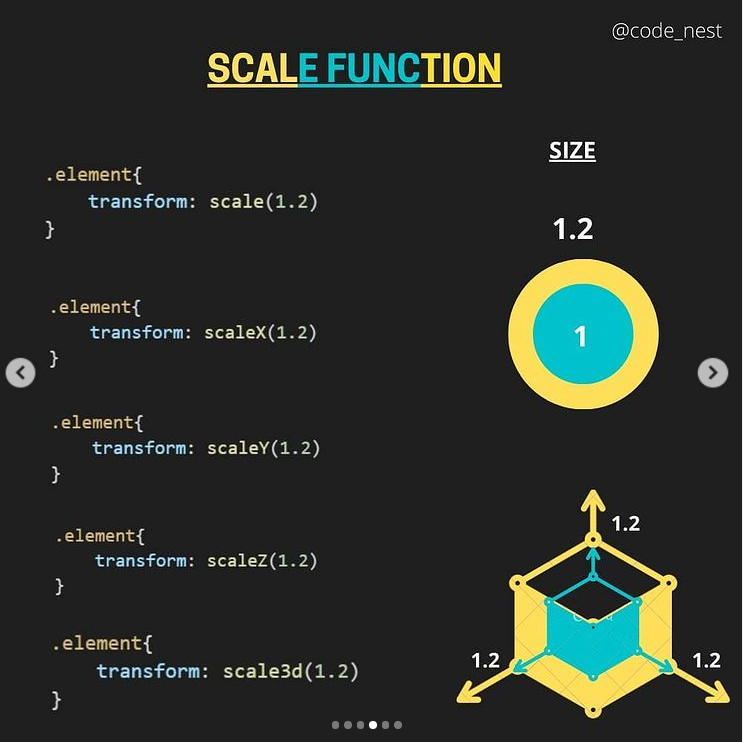 @code_nest
SCALE FUNCTION
.element{
transform: scale(1.2)
}
.element{
transform: scaleX(1.2)
}
.element{
transform: scaleY(1.2)
}
.element{
transform: scaleZ(1.2)
}
.element{
transform: scale3d(1.2)
}
SIZE
1.2
1
1.2
1.2
1.2